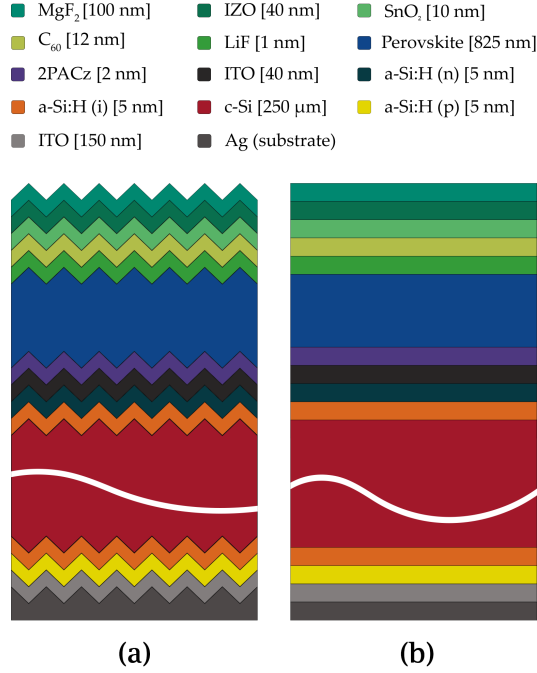 MgF₂ [100 nm] IZO [40 nm] SnO₂ [10 nm]
C₆₀ [12 nm] LiF [1 nm] Perovskite [825 nm]
2PACz [2 nm] ITO [40 nm] a-Si:H (n) [5 nm]
a-Si:H (i) [5 nm] c-Si [250 μm] a-Si:H (p) [5 nm]
ITO [150 nm] Ag (substrate)
(a) (b)